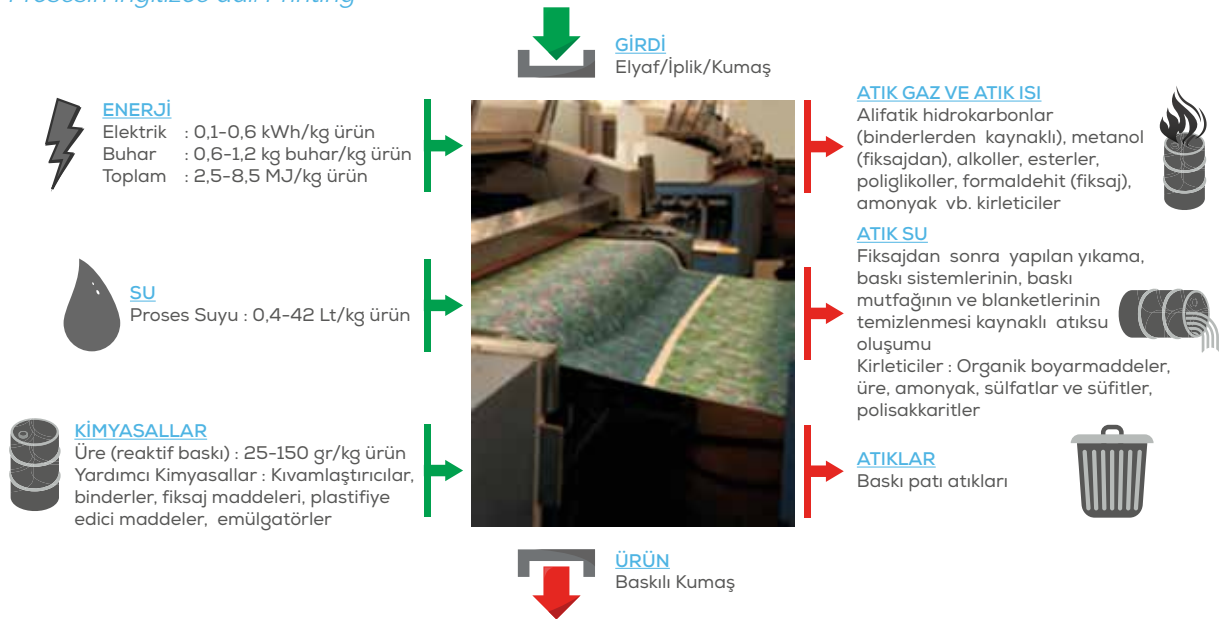 Prosesin İngilizce adı: Printing
GİRDİ
Elyaf/İplik/Kumaş
ENERJİ
Elektrik : 0,1-0,6 kWh/kg ürün
Buhar : 0,6-1,2 kg buhar/kg ürün
Toplam : 2,5-8,5 MJ/kg ürün
SU
Proses Suyu : 0,4-42 Lt/kg ürün
KİMYASALLAR
Üre (reaktif baskı) : 25-150 gr/kg ürün
Yardımcı Kimyasallar : Kıvamlaştırıcılar,
binderler, fiksaj maddeleri, plastifiye
edici maddeler, emülgatörler
ATIK GAZ VE ATIK ISI
Alifatik hidrokarbonlar
(binderlerden kaynaklı), metanol
(fiksajdan), alkoller, esterler,
poliglikoller, formaldehit (fiksaj),
amonyak vb. kirleticiler
ATIK SU
Fiksajdan sonra yapılan yıkama,
baskı sistemlerinin, baskı
mutfağının ve blanketlerinin
temizlenmesi kaynaklı atıksu
oluşumu
Kirleticiler : Organik boyarmaddeler,
üre, amonyak, sülfatlar ve süfitler,
polisakkaritler
ATIKLAR
Baskı patı atıkları
ÜRÜN
Baskılı Kumaş